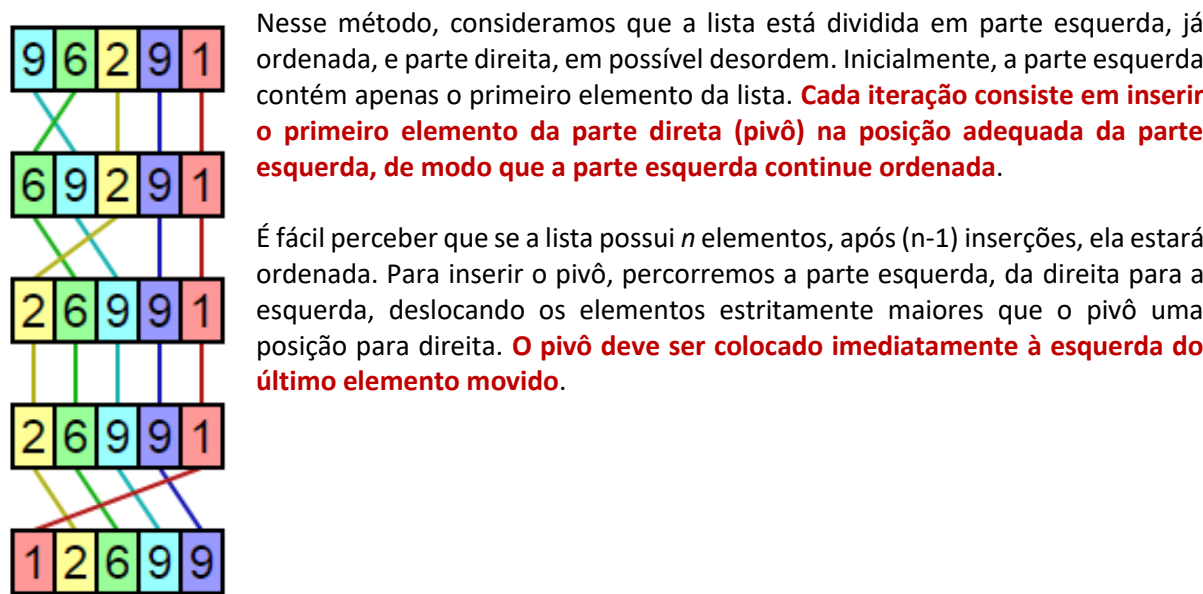 9 6 2 9 1
6 9 2 9 1
2 6 9 9 1
2 6 9 9 1
1 2 6 9 9
Nesse método, consideramos que a lista está dividida em parte esquerda, já
ordenada, e parte direita, em possível desordem. Inicialmente, a parte esquerda
contém apenas o primeiro elemento da lista. Cada iteração consiste em inserir
o primeiro elemento da parte direta (pivô) na posição adequada da parte
esquerda, de modo que a parte esquerda continue ordenada.
É fácil perceber que se a lista possui n elementos, após (n-1) inserções, ela estará
ordenada. Para inserir o pivô, percorremos a parte esquerda, da direita para a
esquerda, deslocando os elementos estritamente maiores que o pivô uma
posição para direita. O pivô deve ser colocado imediatamente à esquerda do
último elemento movido.